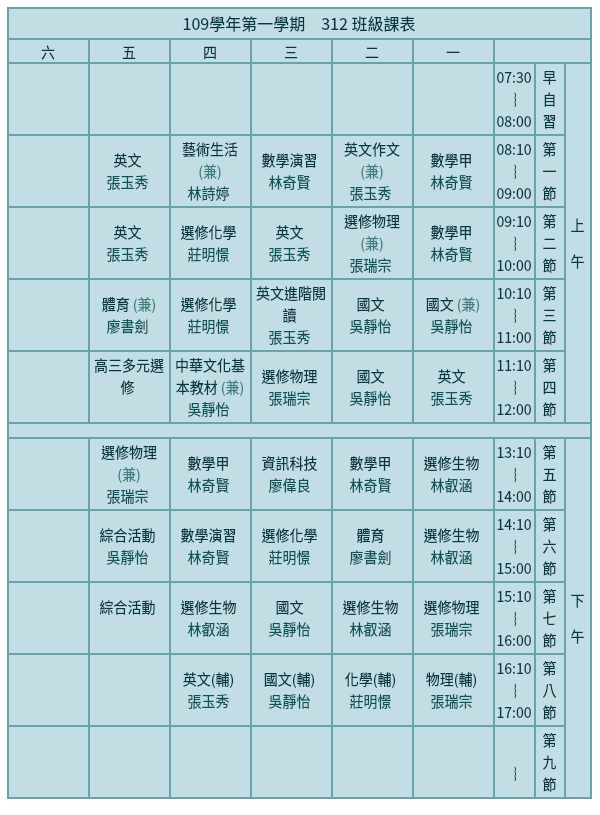 109學年第一學期　312 班級課表
六 五 四 三 二 一
07:30
｜
08:00
早
自
習
英文
張玉秀
藝術生活
(兼)
林詩婷
數學演習
林奇賢
英文作文
(兼)
張玉秀
數學甲
林奇賢
08:10
｜
09:00
第
一
節
英文
張玉秀
選修化學
莊明憬
英文
張玉秀
選修物理
(兼)
張瑞宗
數學甲
林奇賢
09:10
｜
10:00
第
二
節
上
午
體育 (兼)
廖書劍
選修化學
莊明憬
英文進階閱
讀
張玉秀
國文
吳靜怡
國文 (兼)
吳靜怡
10:10
｜
11:00
第
三
節
高三多元選
修
中華文化基
本教材 (兼)
吳靜怡
選修物理
張瑞宗
國文
吳靜怡
英文
張玉秀
11:10
｜
12:00
第
四
節
選修物理
(兼)
張瑞宗
數學甲
林奇賢
資訊科技
廖偉良
數學甲
林奇賢
選修生物
林叡涵
13:10
｜
14:00
第
五
節
綜合活動
吳靜怡
數學演習
林奇賢
選修化學
莊明憬
體育
廖書劍
選修生物
林叡涵
14:10
｜
15:00
第
六
節
綜合活動
選修生物
林叡涵
國文
吳靜怡
選修生物
林叡涵
選修物理
張瑞宗
15:10
｜
16:00
第
七
節
下
午
英文(輔)
張玉秀
國文(輔)
吳靜怡
化學(輔)
莊明憬
物理(輔)
張瑞宗
16:10
｜
17:00
第
八
節
｜
第
九
節